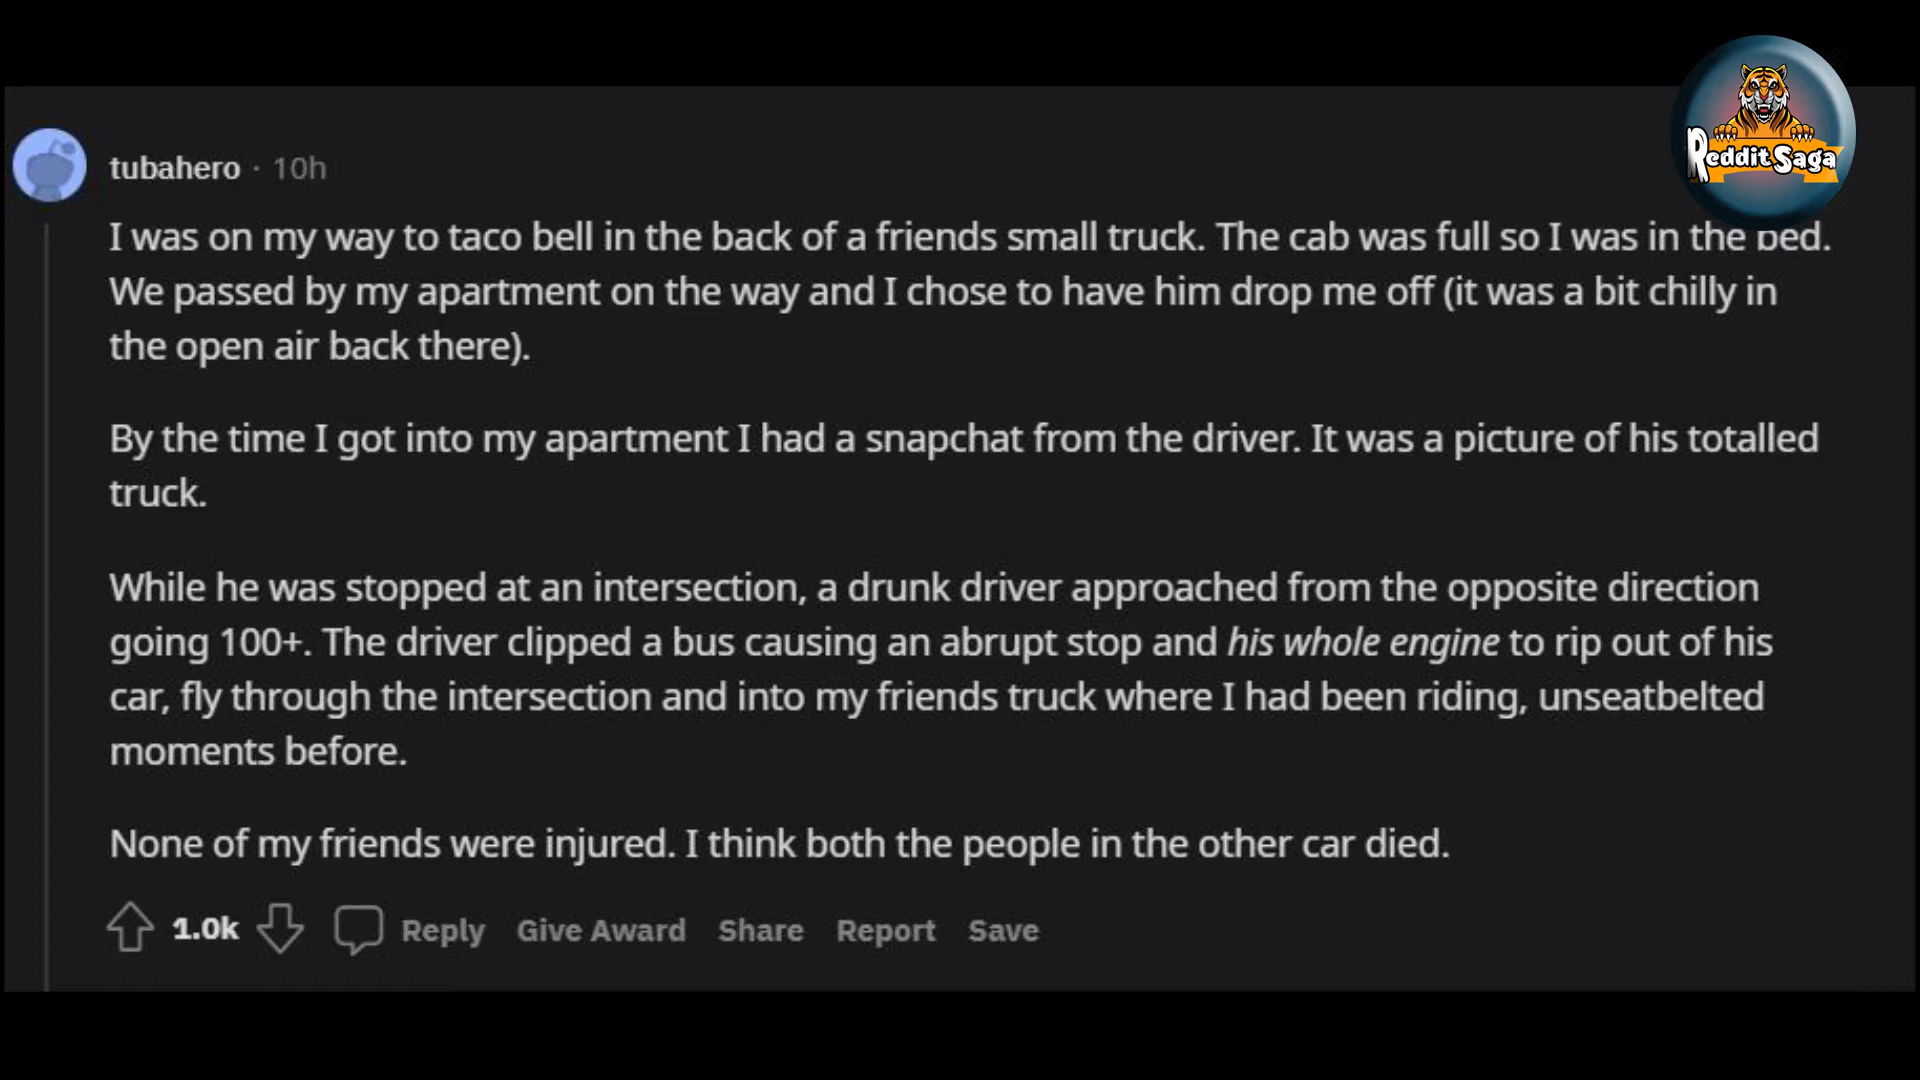 Reddit Saga
tubahero · 10h
I was on my way to taco bell in the back of a friends small truck. The cab was full so I was in the bed.
We passed by my apartment on the way and I chose to have him drop me off (it was a bit chilly in
the open air back there).
By the time I got into my apartment I had a snapchat from the driver. It was a picture of his totalled
truck.
While he was stopped at an intersection, a drunk driver approached from the opposite direction
going 100+. The driver clipped a bus causing an abrupt stop and his whole engine to rip out of his
car, fly through the intersection and into my friends truck where I had been riding, unseatbelted
moments before.
None of my friends were injured. I think both the people in the other car died.
1.0k Reply Give Award Share Report Save